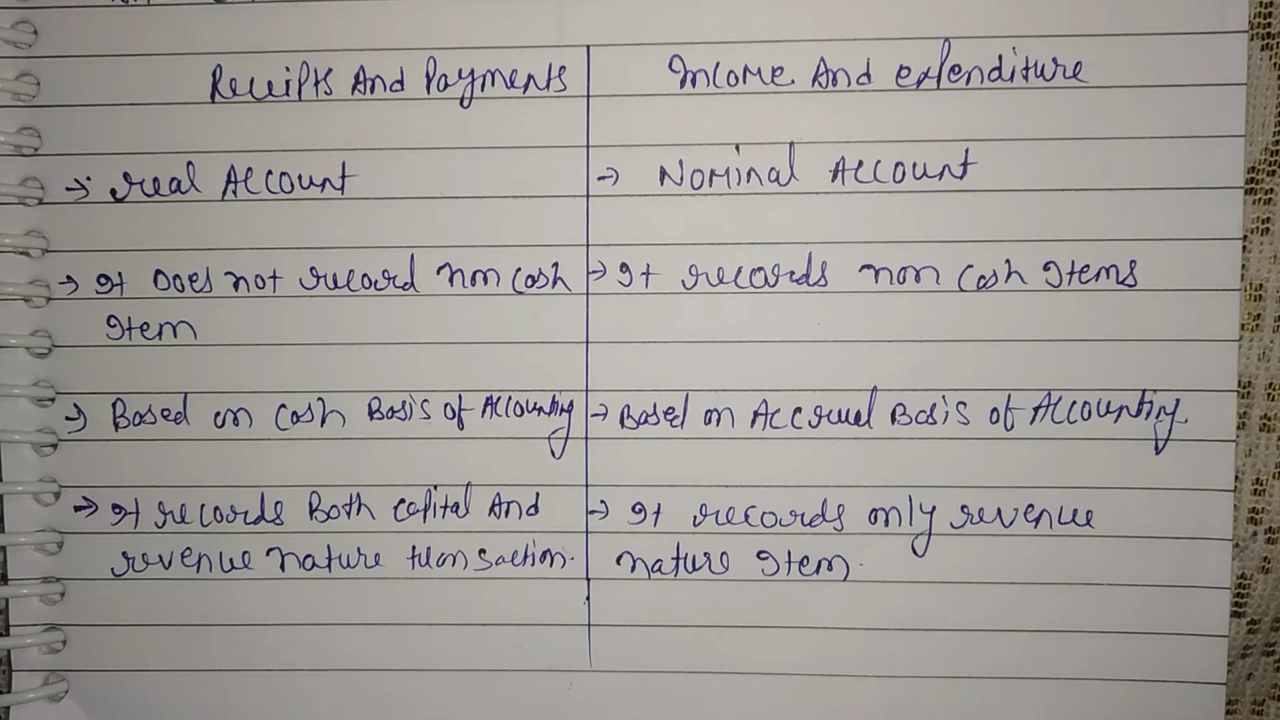 Receipts And Payments
Income And expenditure
→ real Account
→ Nominal Account
→ It Does not record non cash
Item
→ It records non cash Items
→ Based on cash Basis of Accounting
→ Based on Accrual Basis of Accounting.
→ It records Both capital And
revenue nature transaction.
→ It records only revenue
nature Item.